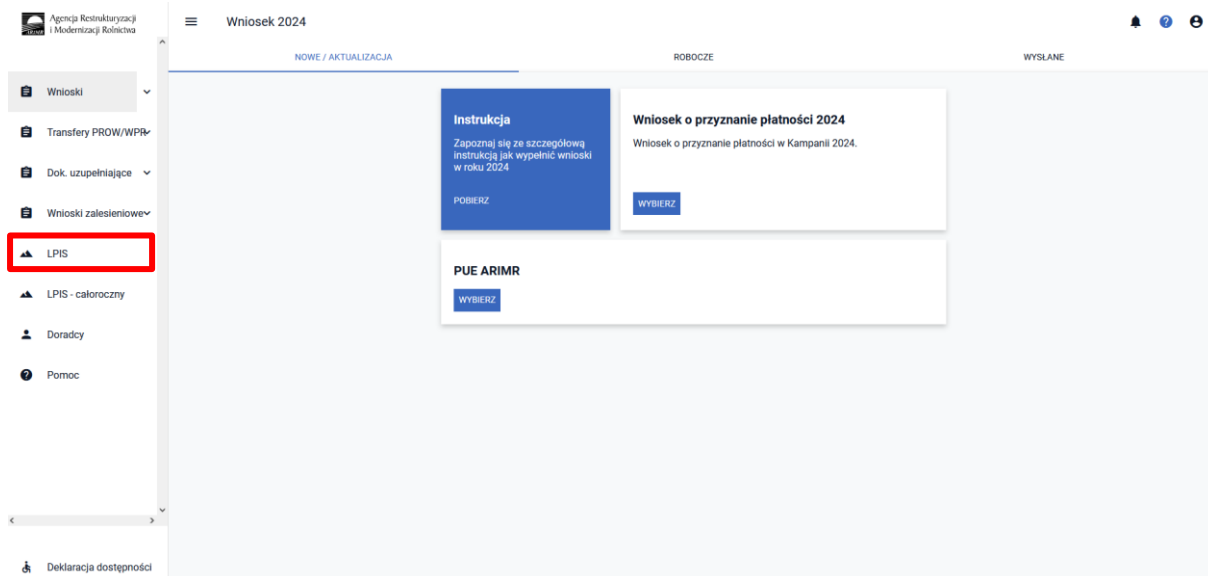 Agencja Restrukturyzacji
i Modernizacji Rolnictwa
Wnioski
Transfery PROW/WPR
Dok. uzupełniające
Wnioski zalesieniowe
LPIS
LPIS - całoroczny
Doradcy
Pomoc
Deklaracja dostępności
Wniosek 2024
NOWE / AKTUALIZACJA
ROBOCZE
WYSŁANE
Instrukcja
Zapoznaj się ze szczegółową
instrukcją jak wypełnić wnioski
w roku 2024
POBIERZ
Wniosek o przyznanie płatności 2024
Wniosek o przyznanie płatności w Kampanii 2024.
WYBIERZ
PUE ARIMR
WYBIERZ